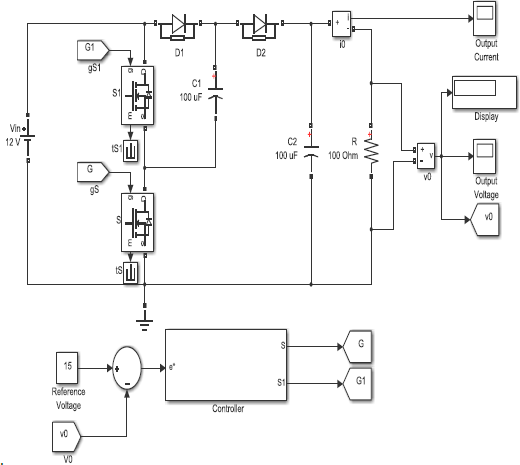 i
-
+
i0
Output
Current
D1
D2
G1
gS1
S1
g
C
E
tS1
C1
100 uF
+
Vin +
12 V
G
gS
S
g
C
E
tS
C2
100 uF
+
R
100 Ohm
+
+
-
v
v0
Display
Output
Voltage
v0
15
Reference
Voltage
+
-
e*
S
S1
Controller
G
G1
v0
V0